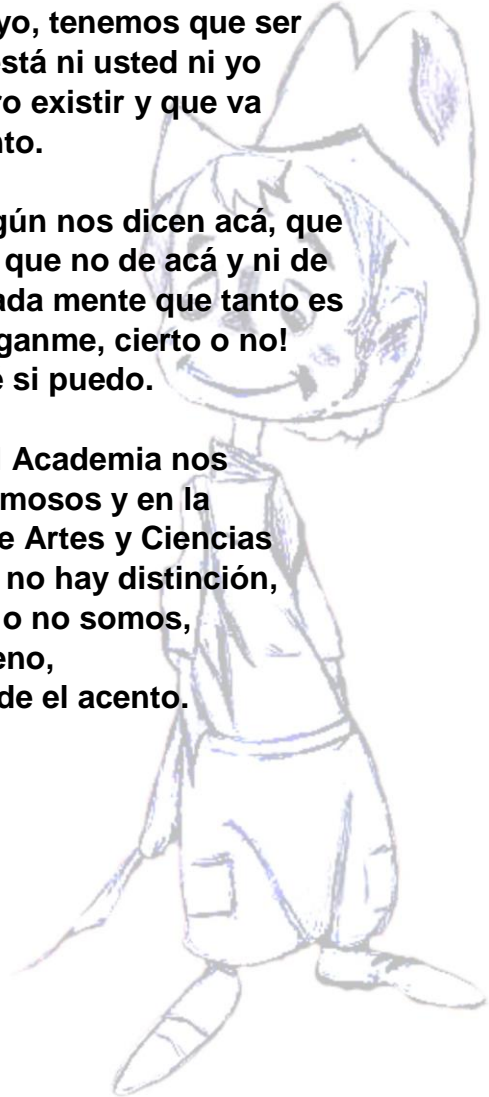 yo, tenemos que ser
está ni usted ni yo
ro existir y que va
nto.
gún nos dicen acá, que
que no de acá y ni de
ada mente que tanto es
ganme, cierto o no!
e si puedo.
l Academia nos
mosos y en la
e Artes y Ciencias
no hay distinción,
o no somos,
eno,
de el acento.